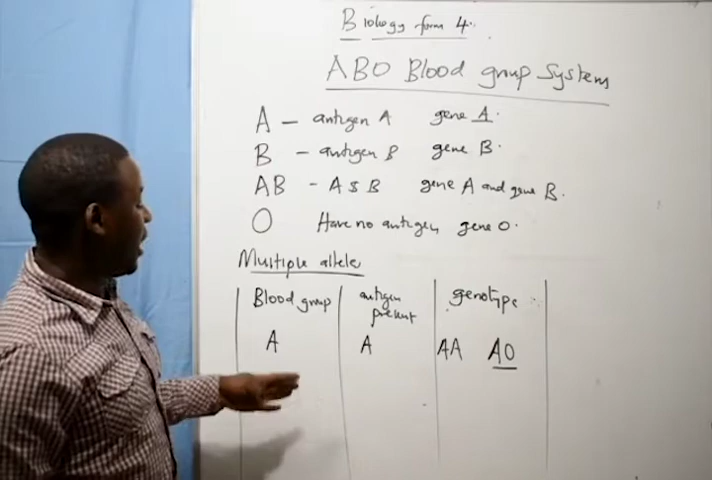 Biology form 4.
ABO Blood group System
A — antigen A gene A.
B – antigen B gene B.
AB – A & B gene A and gene B.
O Have no antigen gene O.
Multiple allele
Blood group antigen present genotype
A A AA AO